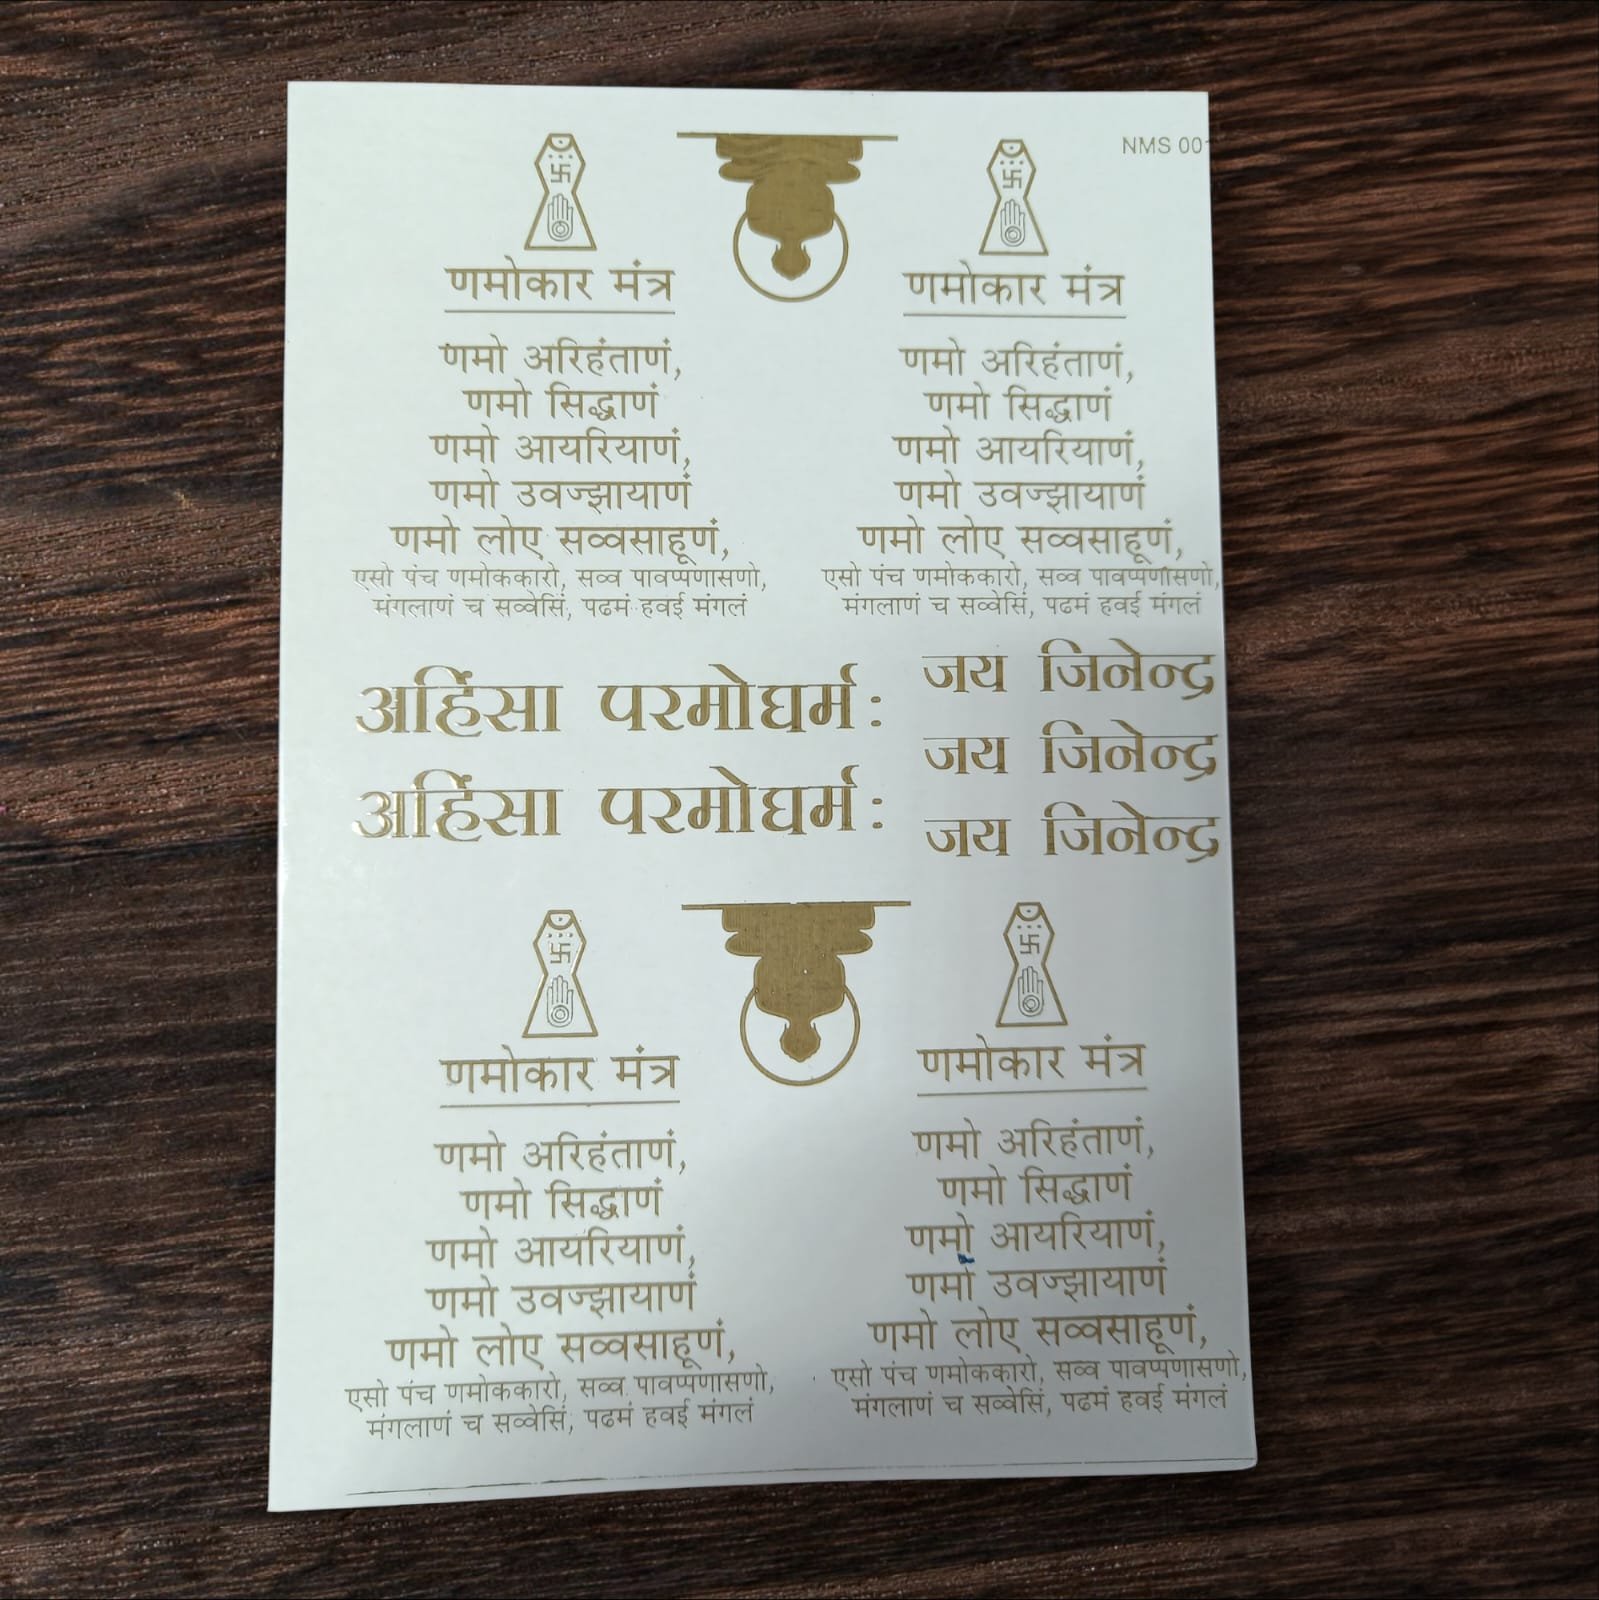 NMS 00
णमोकार मंत्र
णमो अरिहंताणं,
णमो सिद्धाणं
णमो आयरियाणं,
णमो उवज्झायाणं
णमो लोए सव्वसाहूणं,
एसो पंच णमोककारो, सव्व पावप्पणासणो,
मंगलाणं च सव्वेसिं, पढमं हवई मंगलं
णमोकार मंत्र
णमो अरिहंताणं,
णमो सिद्धाणं
णमो आयरियाणं,
णमो उवज्झायाणं
णमो लोए सव्वसाहूणं,
एसो पंच णमोककारो, सव्व पावप्पणासणो,
मंगलाणं च सव्वेसिं, पढमं हवई मंगलं
अहिंसा परमोधर्म:
अहिंसा परमोधर्म:
जय जिनेन्द्र
जय जिनेन्द्र
जय जिनेन्द्र
णमोकार मंत्र
णमो अरिहंताणं,
णमो सिद्धाणं
णमो आयरियाणं,
णमो उवज्झायाणं
णमो लोए सव्वसाहूणं,
एसो पंच णमोककारो, सव्व पावप्पणासणो,
मंगलाणं च सव्वेसिं, पढमं हवई मंगलं
णमोकार मंत्र
णमो अरिहंताणं,
णमो सिद्धाणं
णमो आयरियाणं,
णमो उवज्झायाणं
णमो लोए सव्वसाहूणं,
एसो पंच णमोककारो, सव्व पावप्पणासणो,
मंगलाणं च सव्वेसिं, पढमं हवई मंगलं